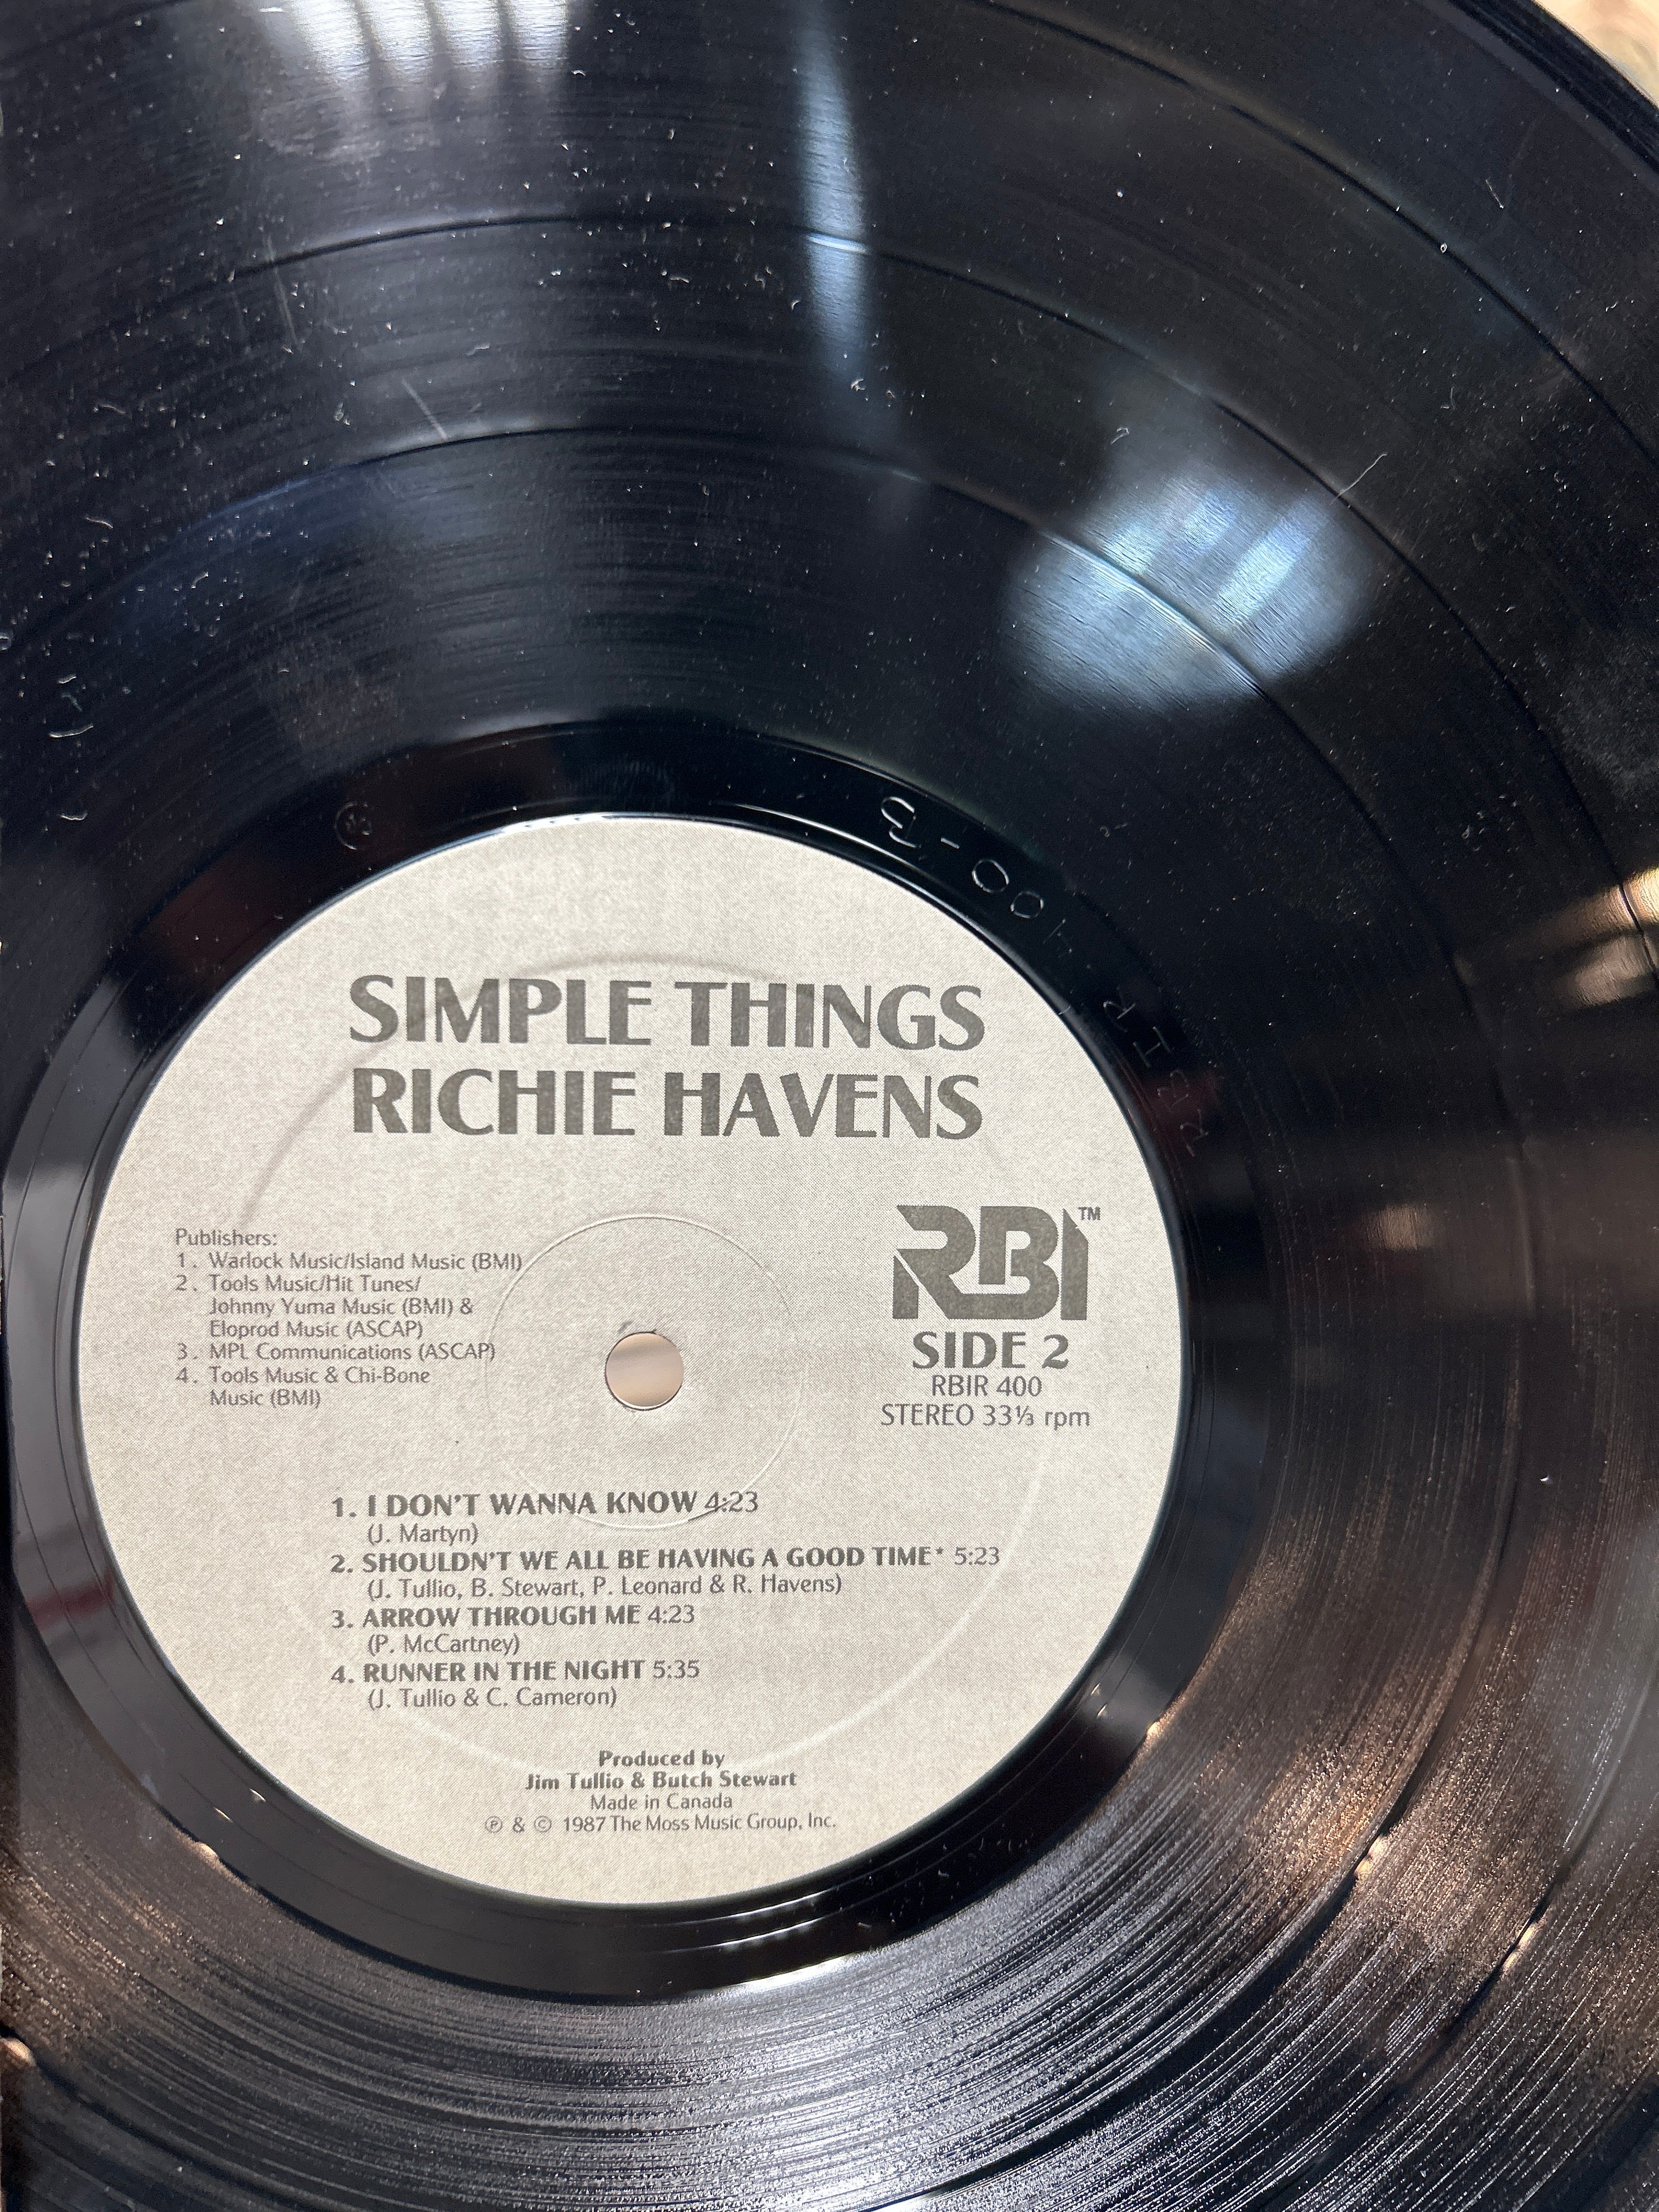 RBIR 400-B
SIMPLE THINGS
RICHIE HAVENS
Publishers:
1. Warlock Music/Island Music (BMI)
2. Tools Music/Hit Tunes/
Johnny Yuma Music (BMI) &
Eloprod Music (ASCAP)
3. MPL Communications (ASCAP)
4. Tools Music & Chi-Bone
Music (BMI)
RBI™
SIDE 2
RBIR 400
STEREO 33⅓ rpm
1. I DON'T WANNA KNOW 4:23
(J. Martyn)
2. SHOULDN'T WE ALL BE HAVING A GOOD TIME* 5:23
(J. Tullio, B. Stewart, P. Leonard & R. Havens)
3. ARROW THROUGH ME 4:23
(P. McCartney)
4. RUNNER IN THE NIGHT 5:35
(J. Tullio & C. Cameron)
Produced by
Jim Tullio & Butch Stewart
Made in Canada
℗ & © 1987 The Moss Music Group, Inc.